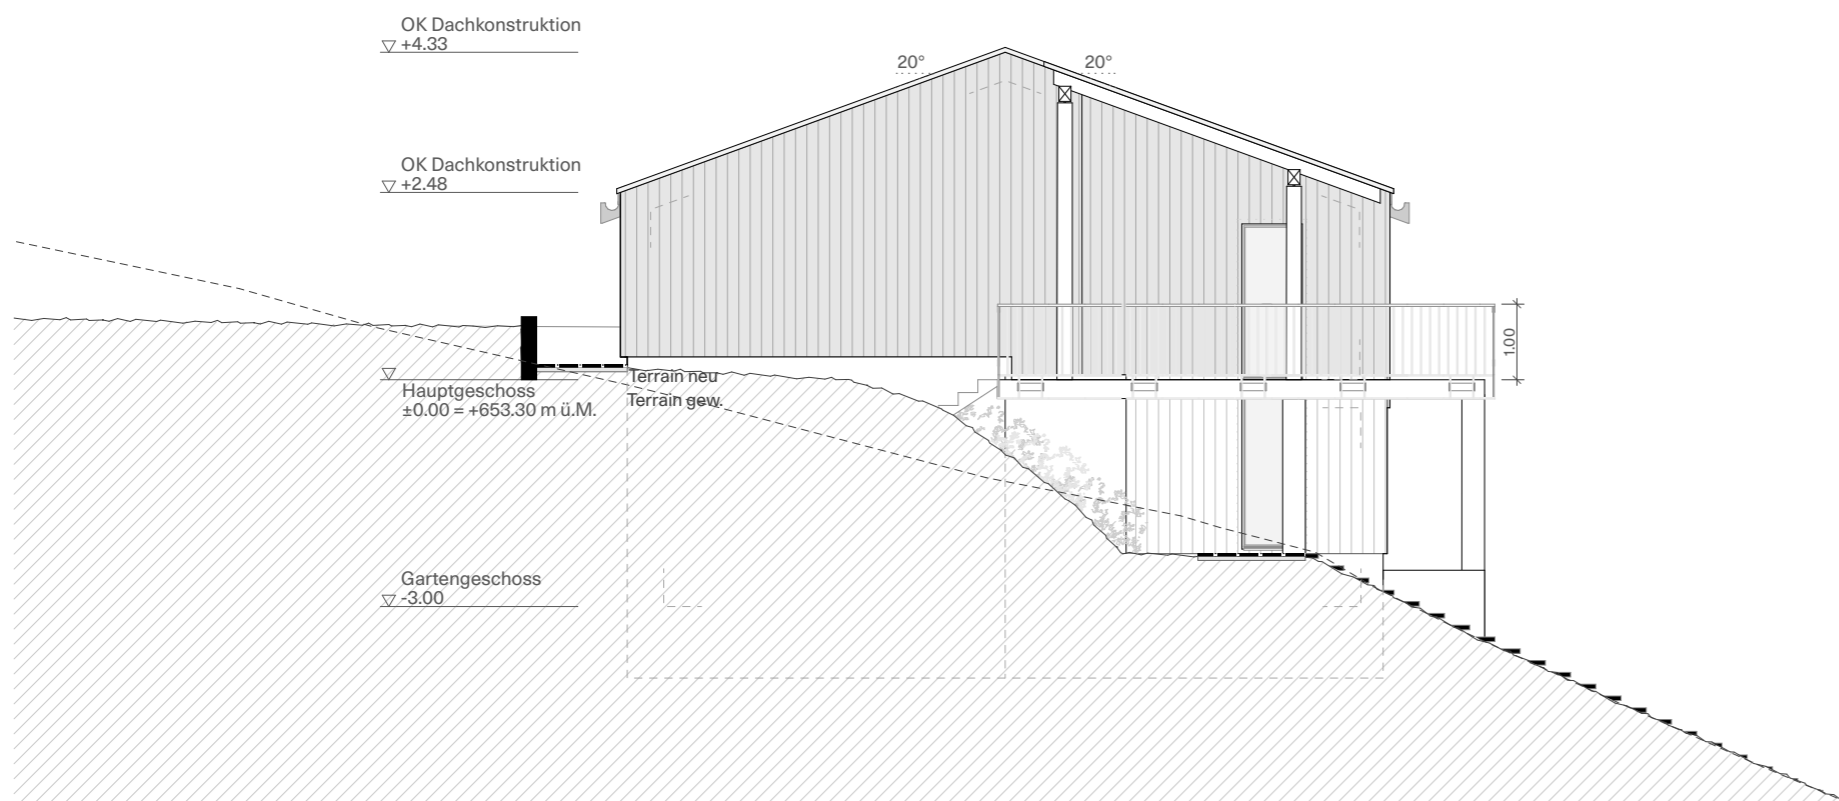 OK Dachkonstruktion
+4.33
20°
20°
OK Dachkonstruktion
+2.48
1.00
Terrain neu
Hauptgeschoss
Terrain gew.
±0.00 = +653.30 m ü.M.
Gartengeschoss
-3.00